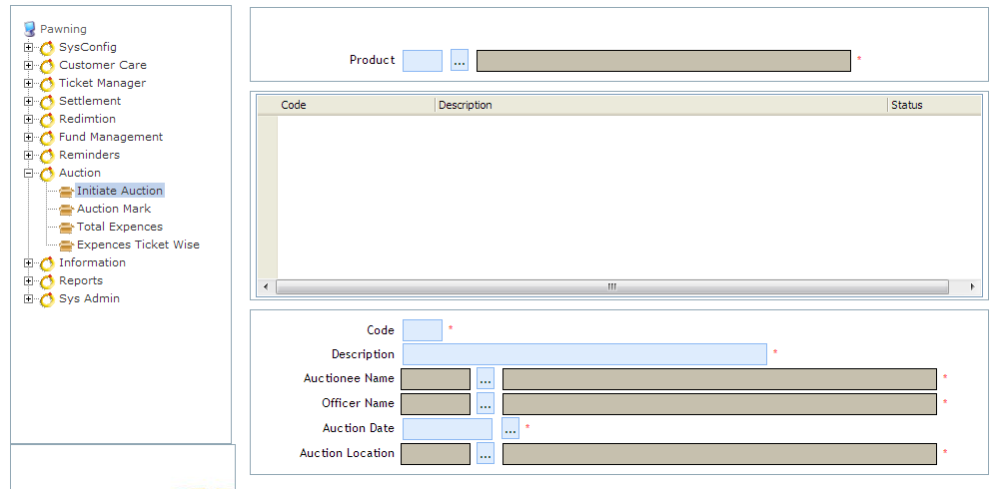 Pawning
SysConfig
Customer Care
Ticket Manager
Settlement
Redimtion
Fund Management
Reminders
Auction
Initiate Auction
Auction Mark
Total Expences
Expences Ticket Wise
Information
Reports
Sys Admin
Product ... *
Code Description Status
Code *
Description *
Auctionee Name ... *
Officer Name ... *
Auction Date ... *
Auction Location ... *